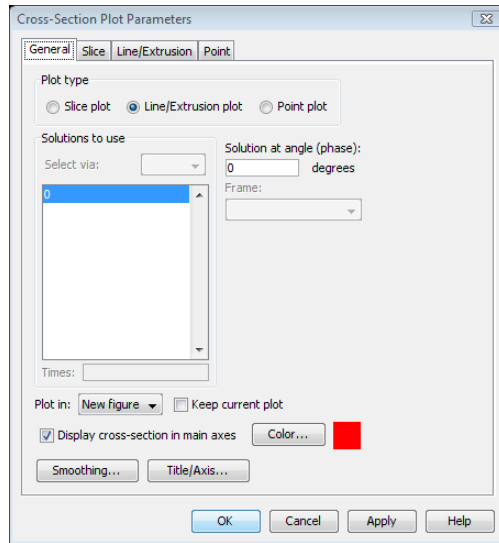 Cross-Section Plot Parameters
General Slice Line/Extrusion Point
Plot type
Slice plot Line/Extrusion plot Point plot
Solutions to use
Select via:
0
Times:
Solution at angle (phase):
0 degrees
Frame:
Plot in: New figure Keep current plot
Display cross-section in main axes Color...
Smoothing... Title/Axis...
OK Cancel Apply Help